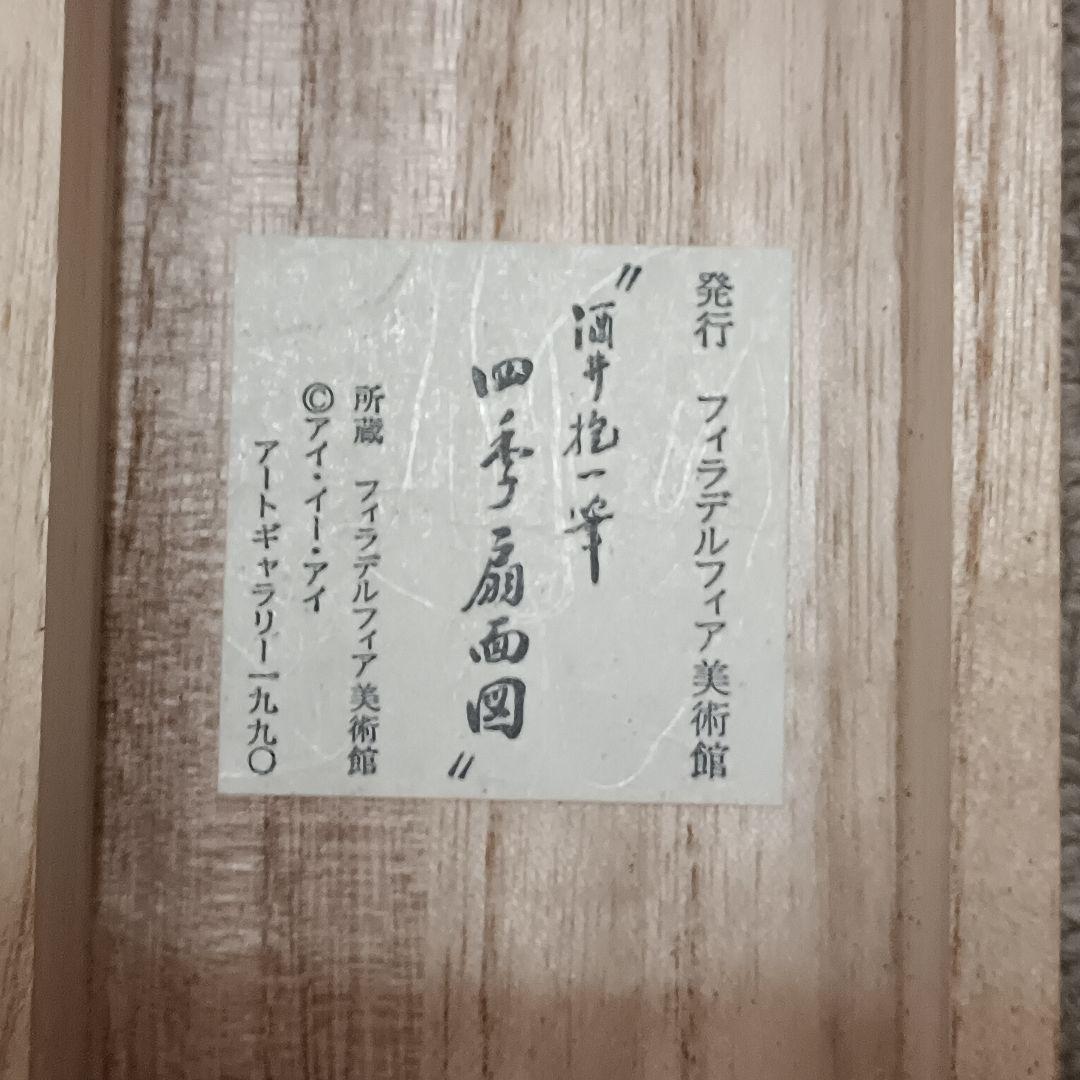 発行 フィラデルフィア美術館
〝酒井抱一筆
四季扇面図〟
所蔵 フィラデルフィア美術館
©アイ・イー・アイ
アートギャラリー一九九〇